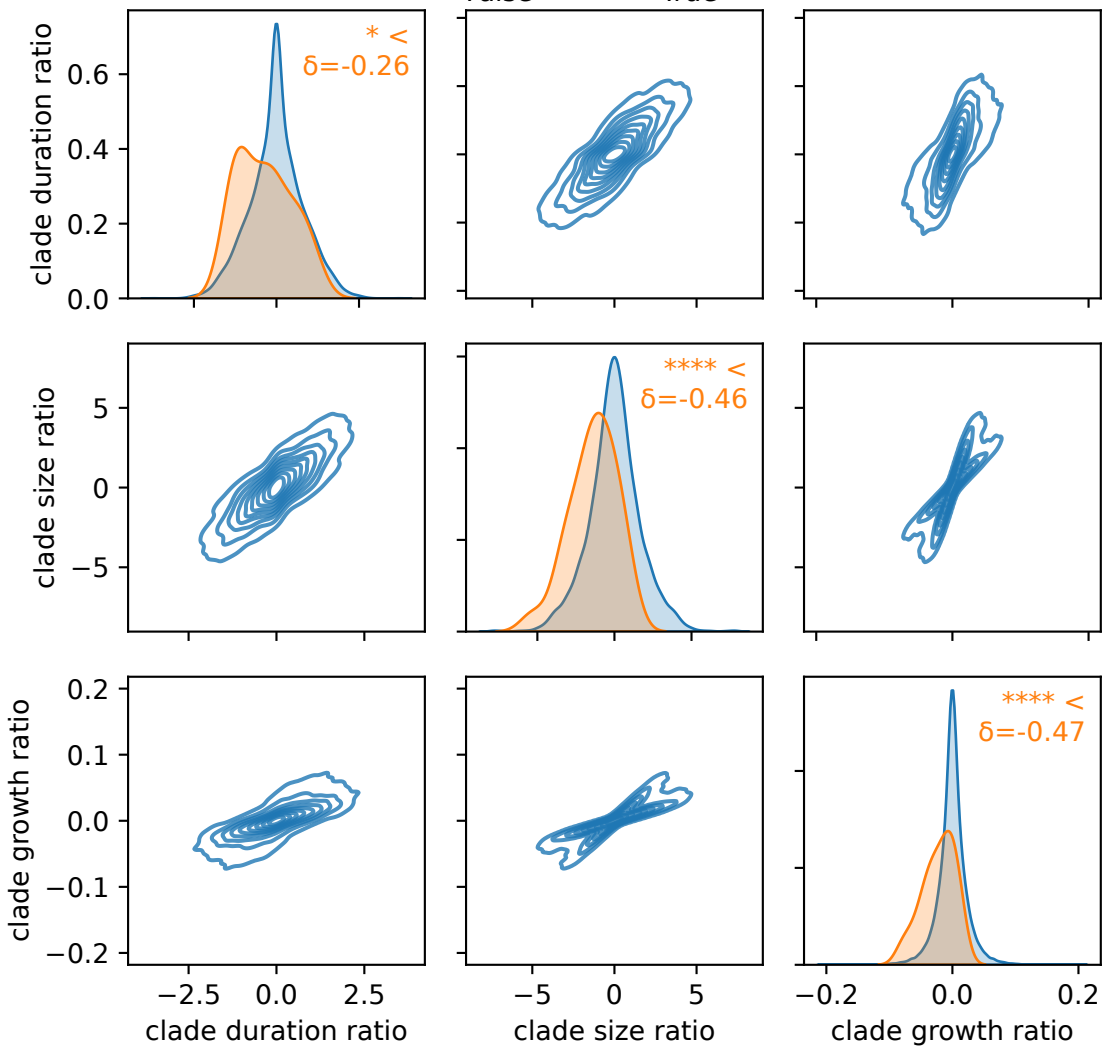 clade duration ratio
0.6
0.4
0.2
0.0
* <
δ=-0.26
clade size ratio
5
0
−5
**** <
δ=-0.46
clade growth ratio
0.2
0.1
0.0
−0.1
−0.2
**** <
δ=-0.47
−2.5 0.0 2.5
−5 0 5
−0.2 0.0 0.2
clade duration ratio
clade size ratio
clade growth ratio